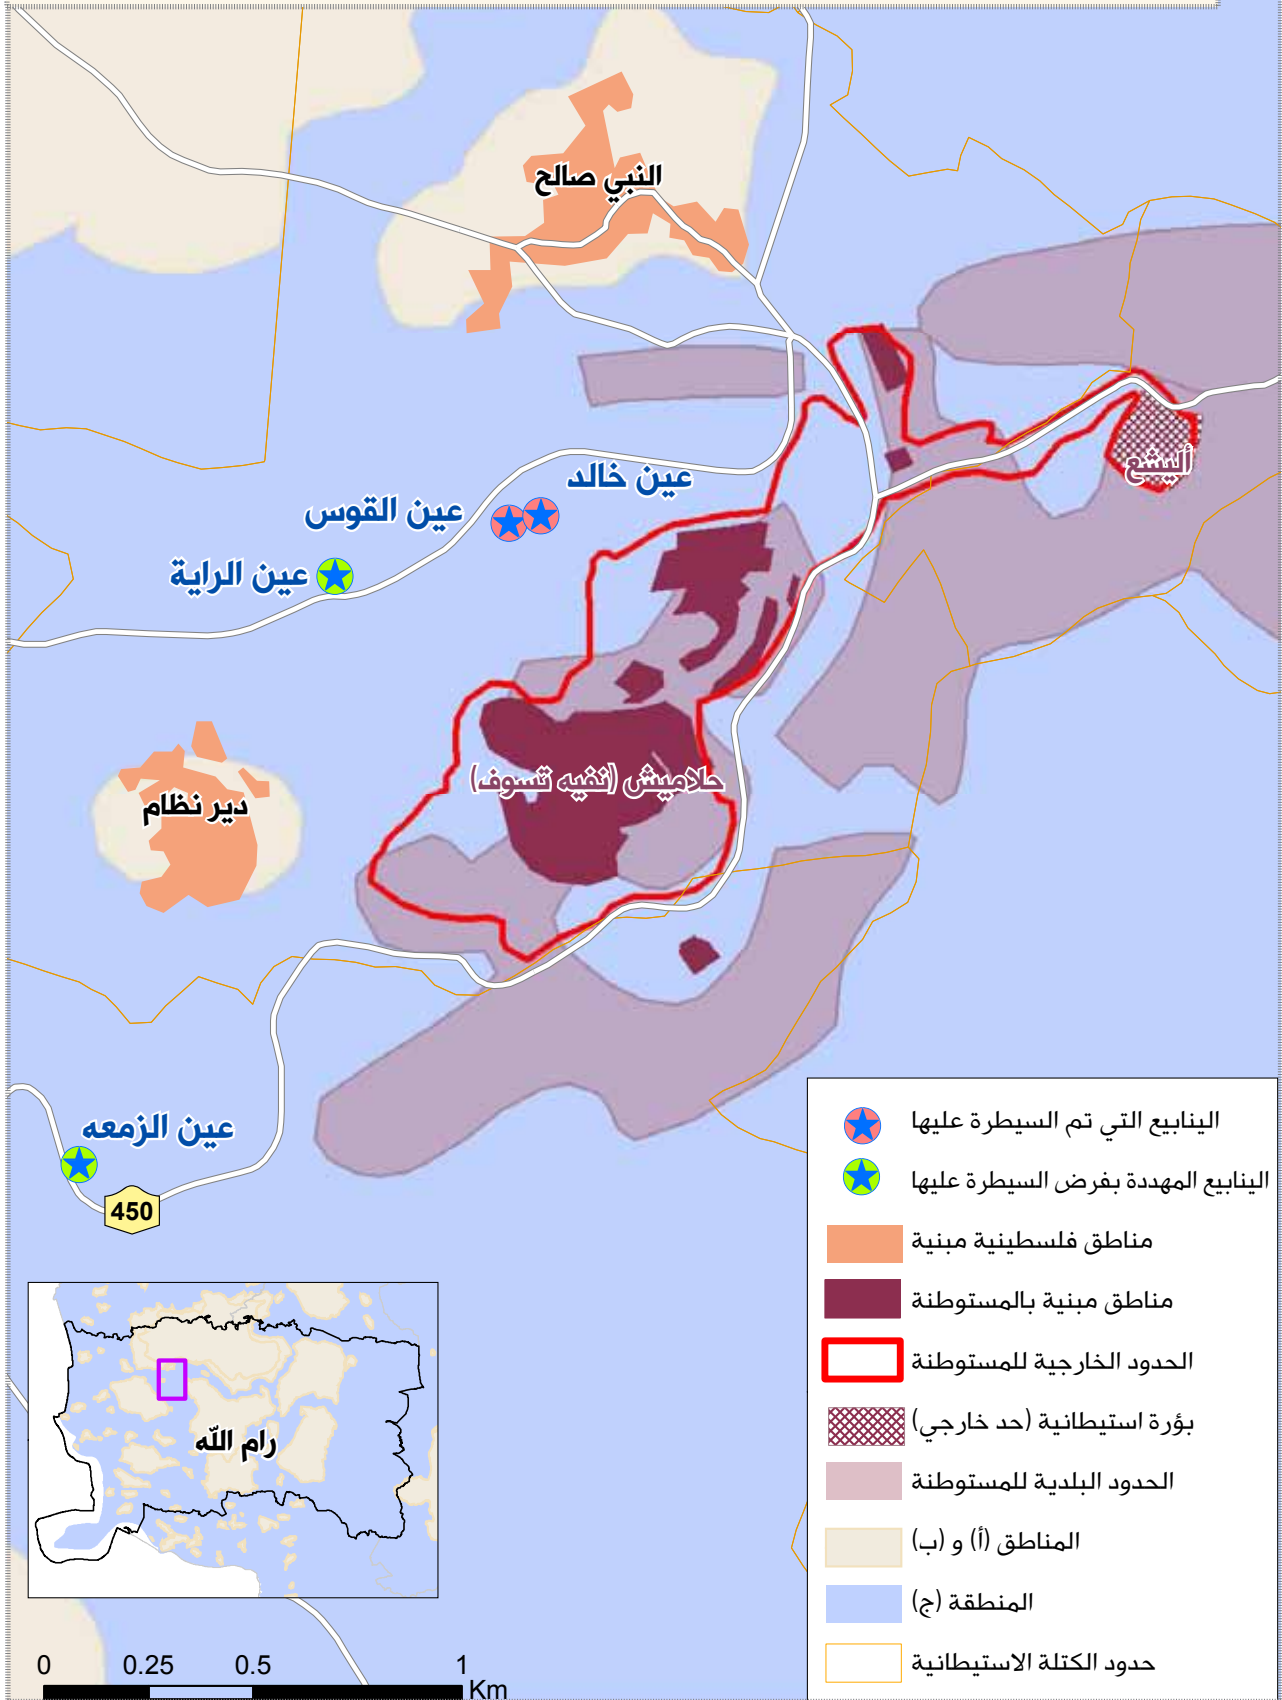 النبي صالح
أليشع
عين خالد
عين القوس
عين الراية
حلاميش (نفيه تسوف)
دير نظام
عين الزمعه
450
الينابيع التي تم السيطرة عليها
الينابيع المهددة بفرض السيطرة عليها
مناطق فلسطينية مبنية
مناطق مبنية بالمستوطنة
الحدود الخارجية للمستوطنة
بؤرة استيطانية (حد خارجي)
الحدود البلدية للمستوطنة
المناطق (أ) و (ب)
المنطقة (ج)
حدود الكتلة الاستيطانية
رام الله
0 0.25 0.5 1
Km